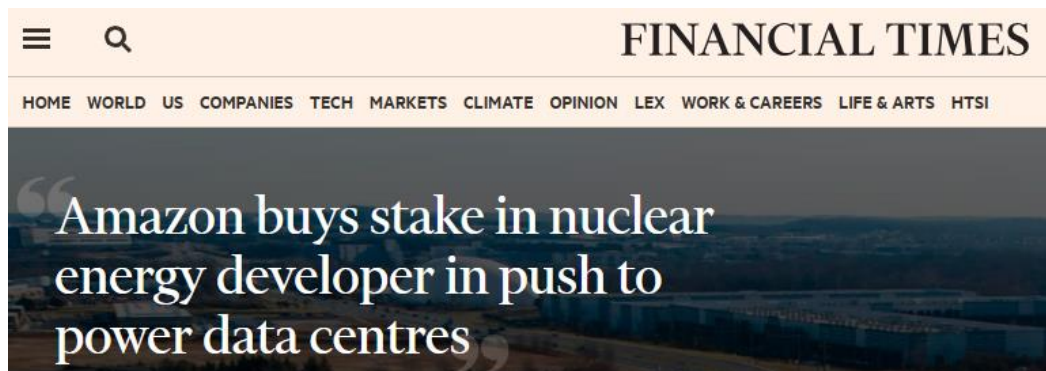 FINANCIAL TIMES
HOME WORLD US COMPANIES TECH MARKETS CLIMATE OPINION LEX WORK & CAREERS LIFE & ARTS HTSI
“Amazon buys stake in nuclear
energy developer in push to
power data centres”